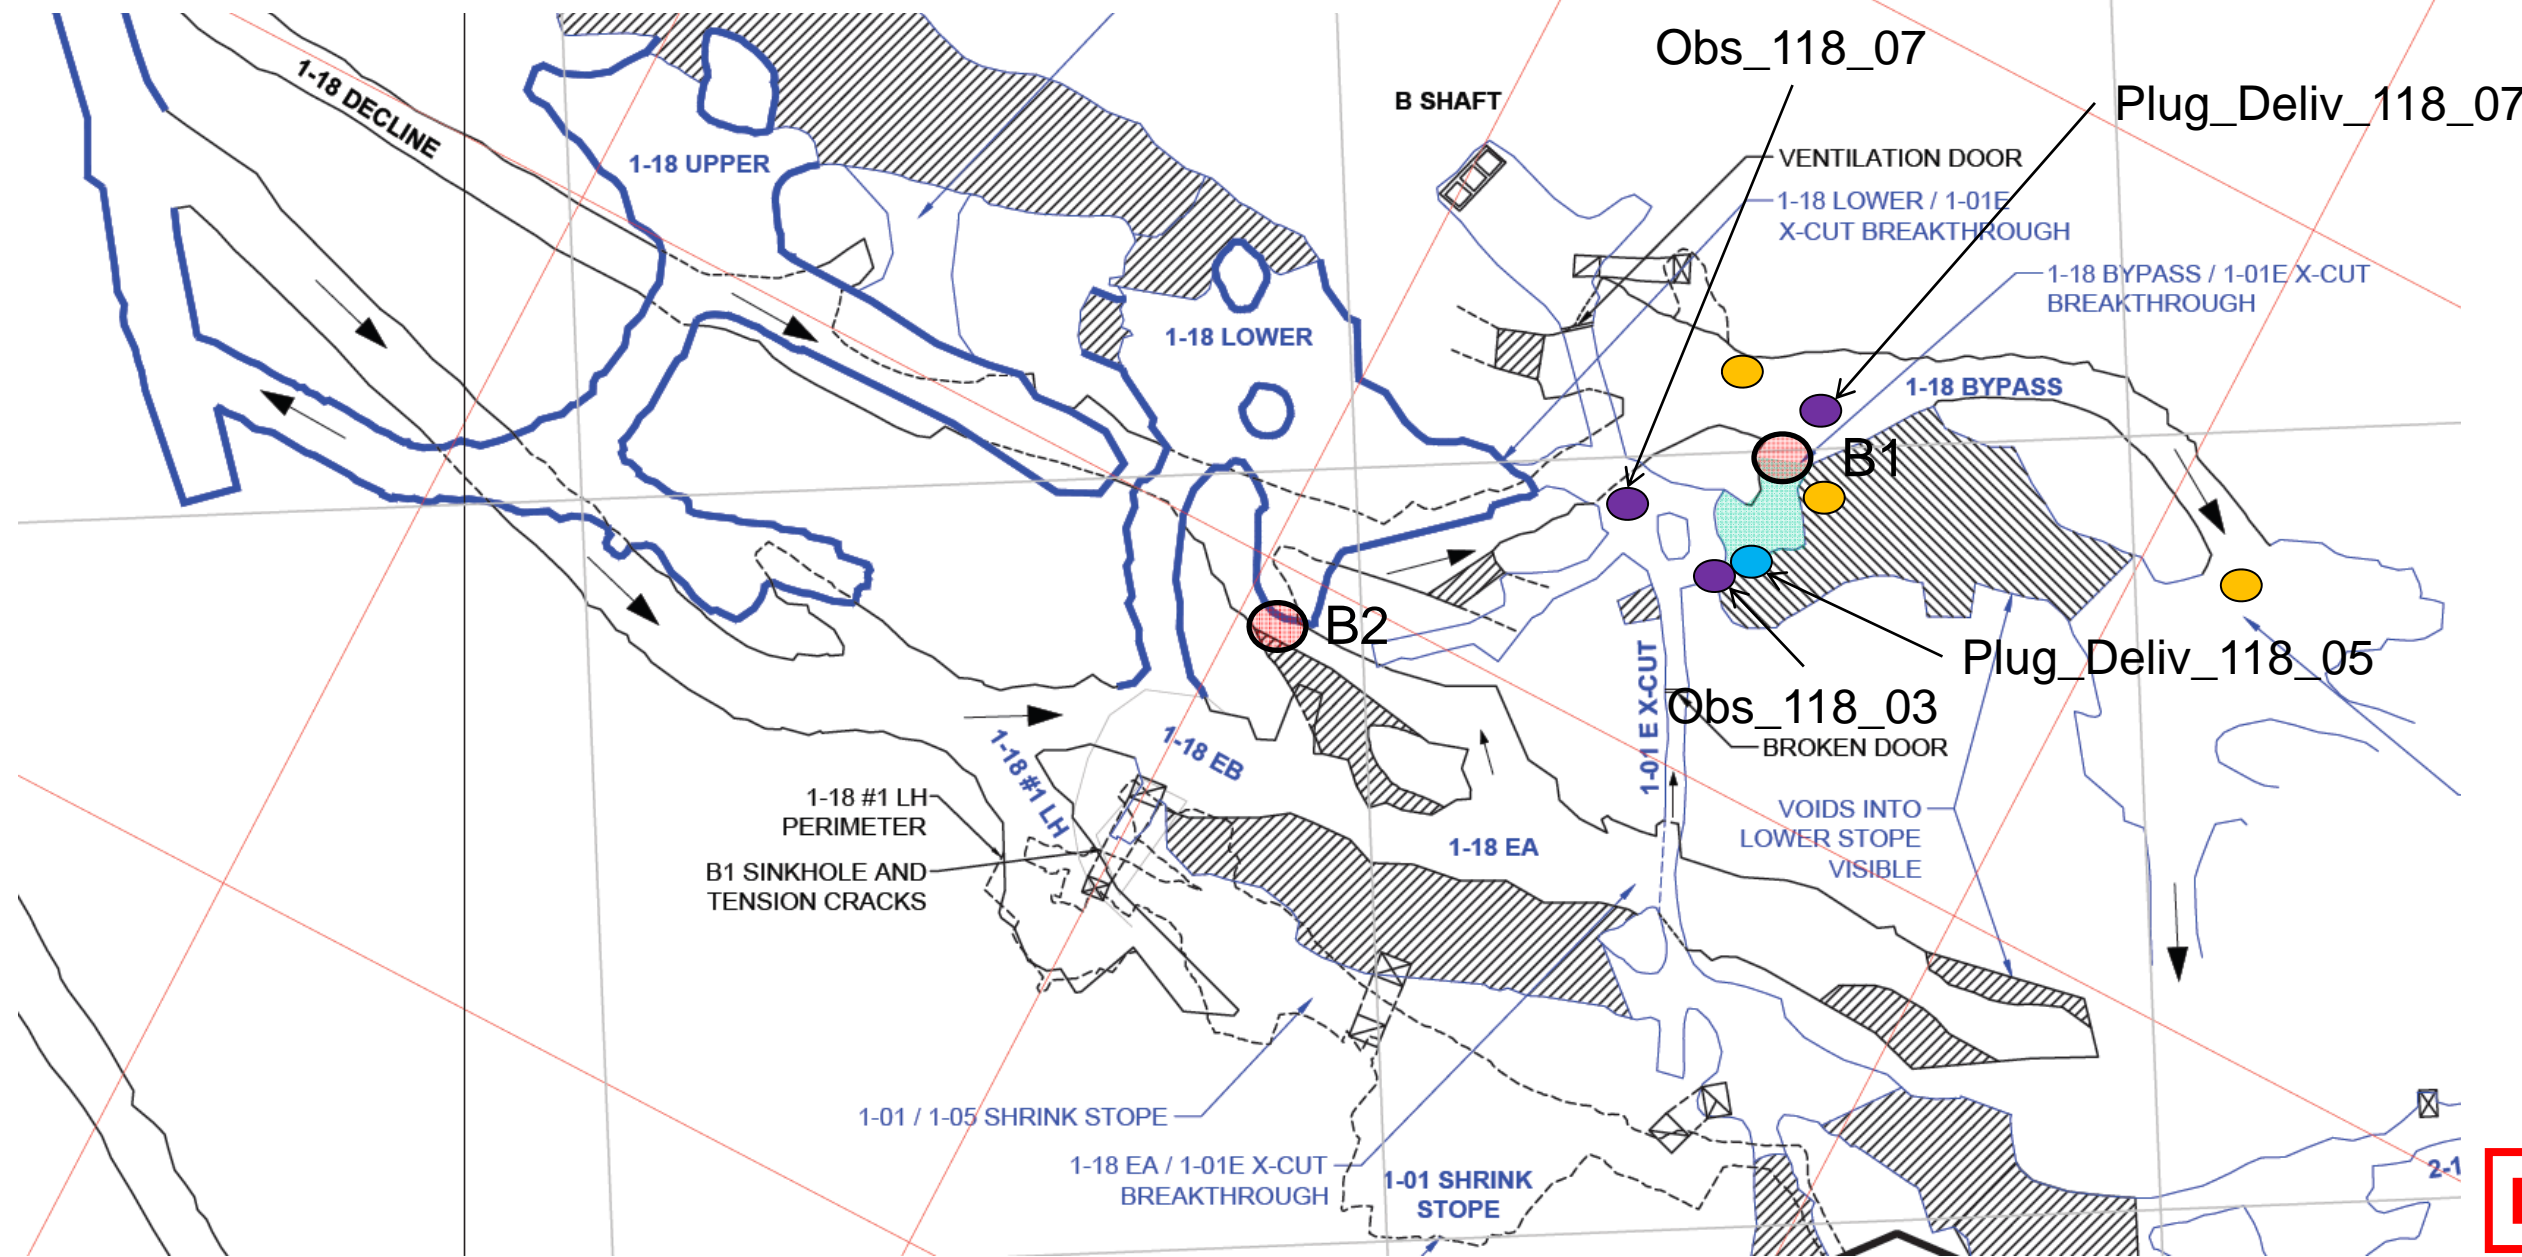 Obs_118_07
Plug_Deliv_118_07
1-18 DECLINE
B SHAFT
1-18 UPPER
VENTILATION DOOR
1-18 LOWER / 1-01E
X-CUT BREAKTHROUGH
1-18 BYPASS / 1-01E X-CUT
BREAKTHROUGH
1-18 LOWER
1-18 BYPASS
B1
B2
Plug_Deliv_118_05
Obs_118_03
1-01 E X-CUT
BROKEN DOOR
1-18 EB
1-18 #1 LH
1-18 #1 LH
PERIMETER
B1 SINKHOLE AND
TENSION CRACKS
1-18 EA
VOIDS INTO
LOWER STOPE
VISIBLE
1-01 / 1-05 SHRINK STOPE
1-18 EA / 1-01E X-CUT
BREAKTHROUGH
1-01 SHRINK
STOPE
2-1